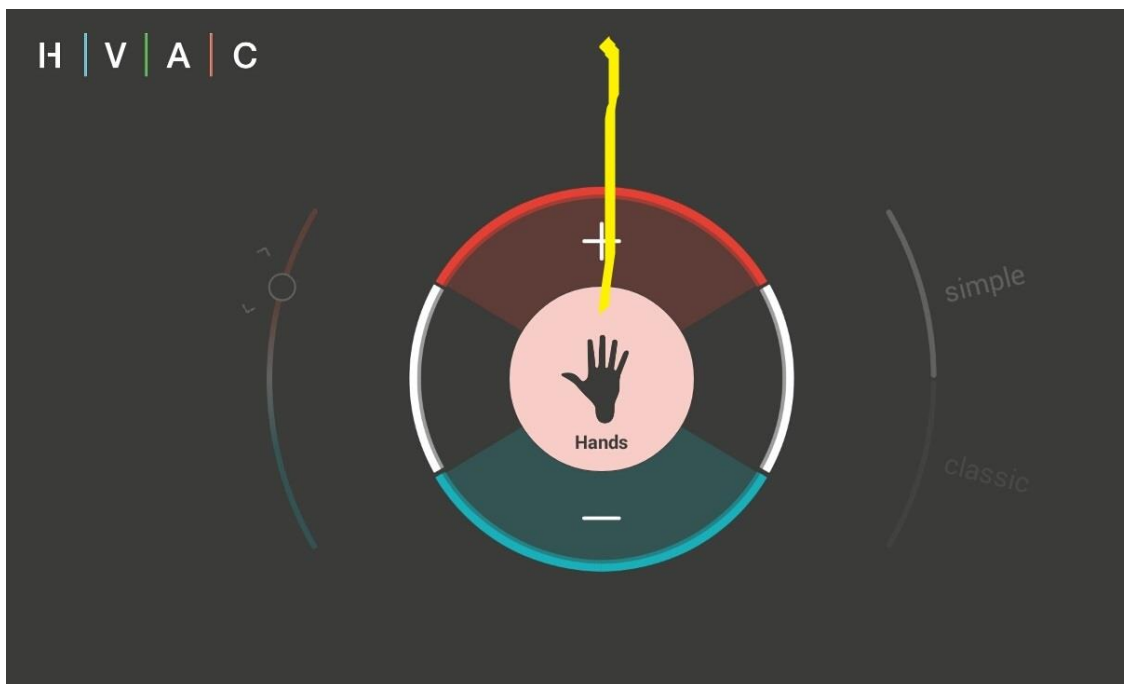 H | V | A | C
+
simple
Hands
classic
—